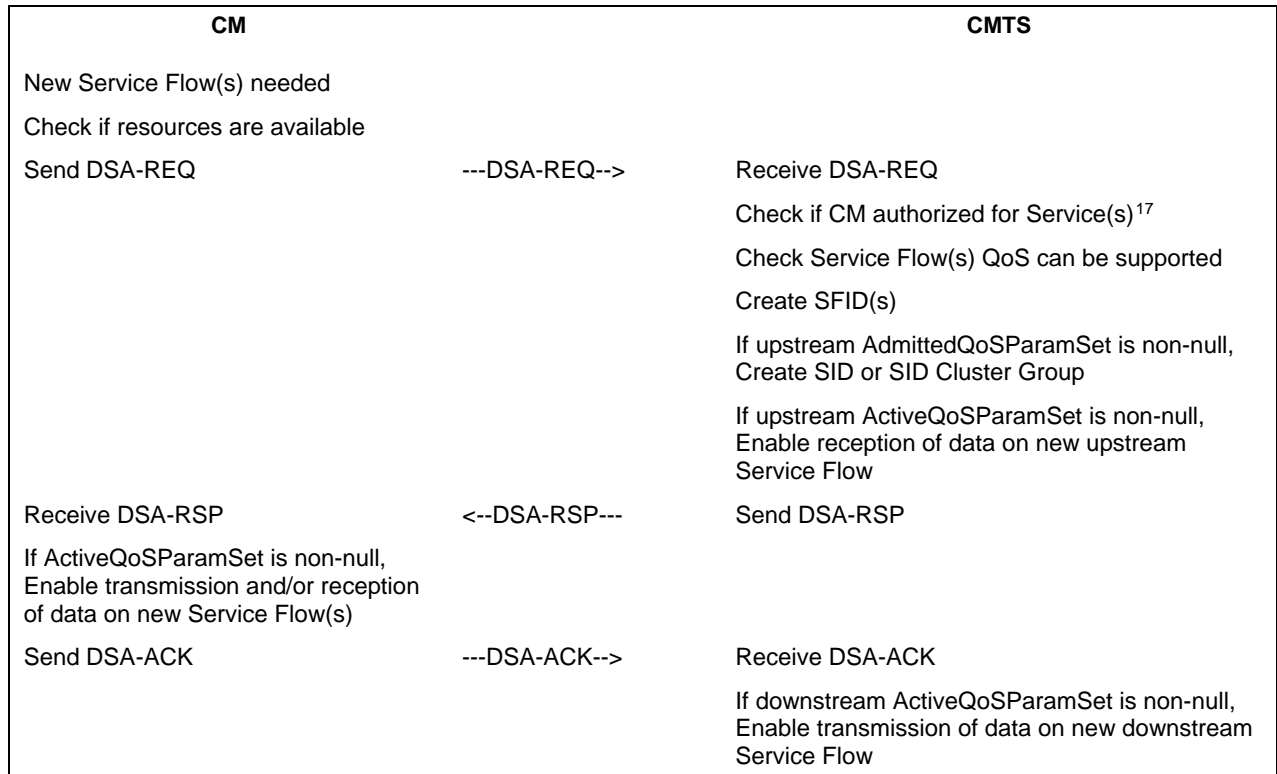 CM CMTS
New Service Flow(s) needed
Check if resources are available
Send DSA-REQ ---DSA-REQ--> Receive DSA-REQ
Check if CM authorized for Service(s)17
Check Service Flow(s) QoS can be supported
Create SFID(s)
If upstream AdmittedQoSParamSet is non-null,
Create SID or SID Cluster Group
If upstream ActiveQoSParamSet is non-null,
Enable reception of data on new upstream
Service Flow
Receive DSA-RSP <--DSA-RSP--- Send DSA-RSP
If ActiveQoSParamSet is non-null,
Enable transmission and/or reception
of data on new Service Flow(s)
Send DSA-ACK ---DSA-ACK--> Receive DSA-ACK
If downstream ActiveQoSParamSet is non-null,
Enable transmission of data on new downstream
Service Flow